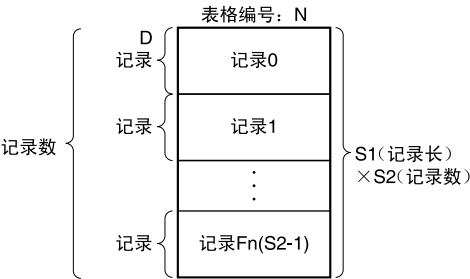 表格编号：N
D
记录
记录0
记录
记录1
记录数
S1（记录长）
×S2（记录数）
⋮
记录
记录Fn(S2-1)